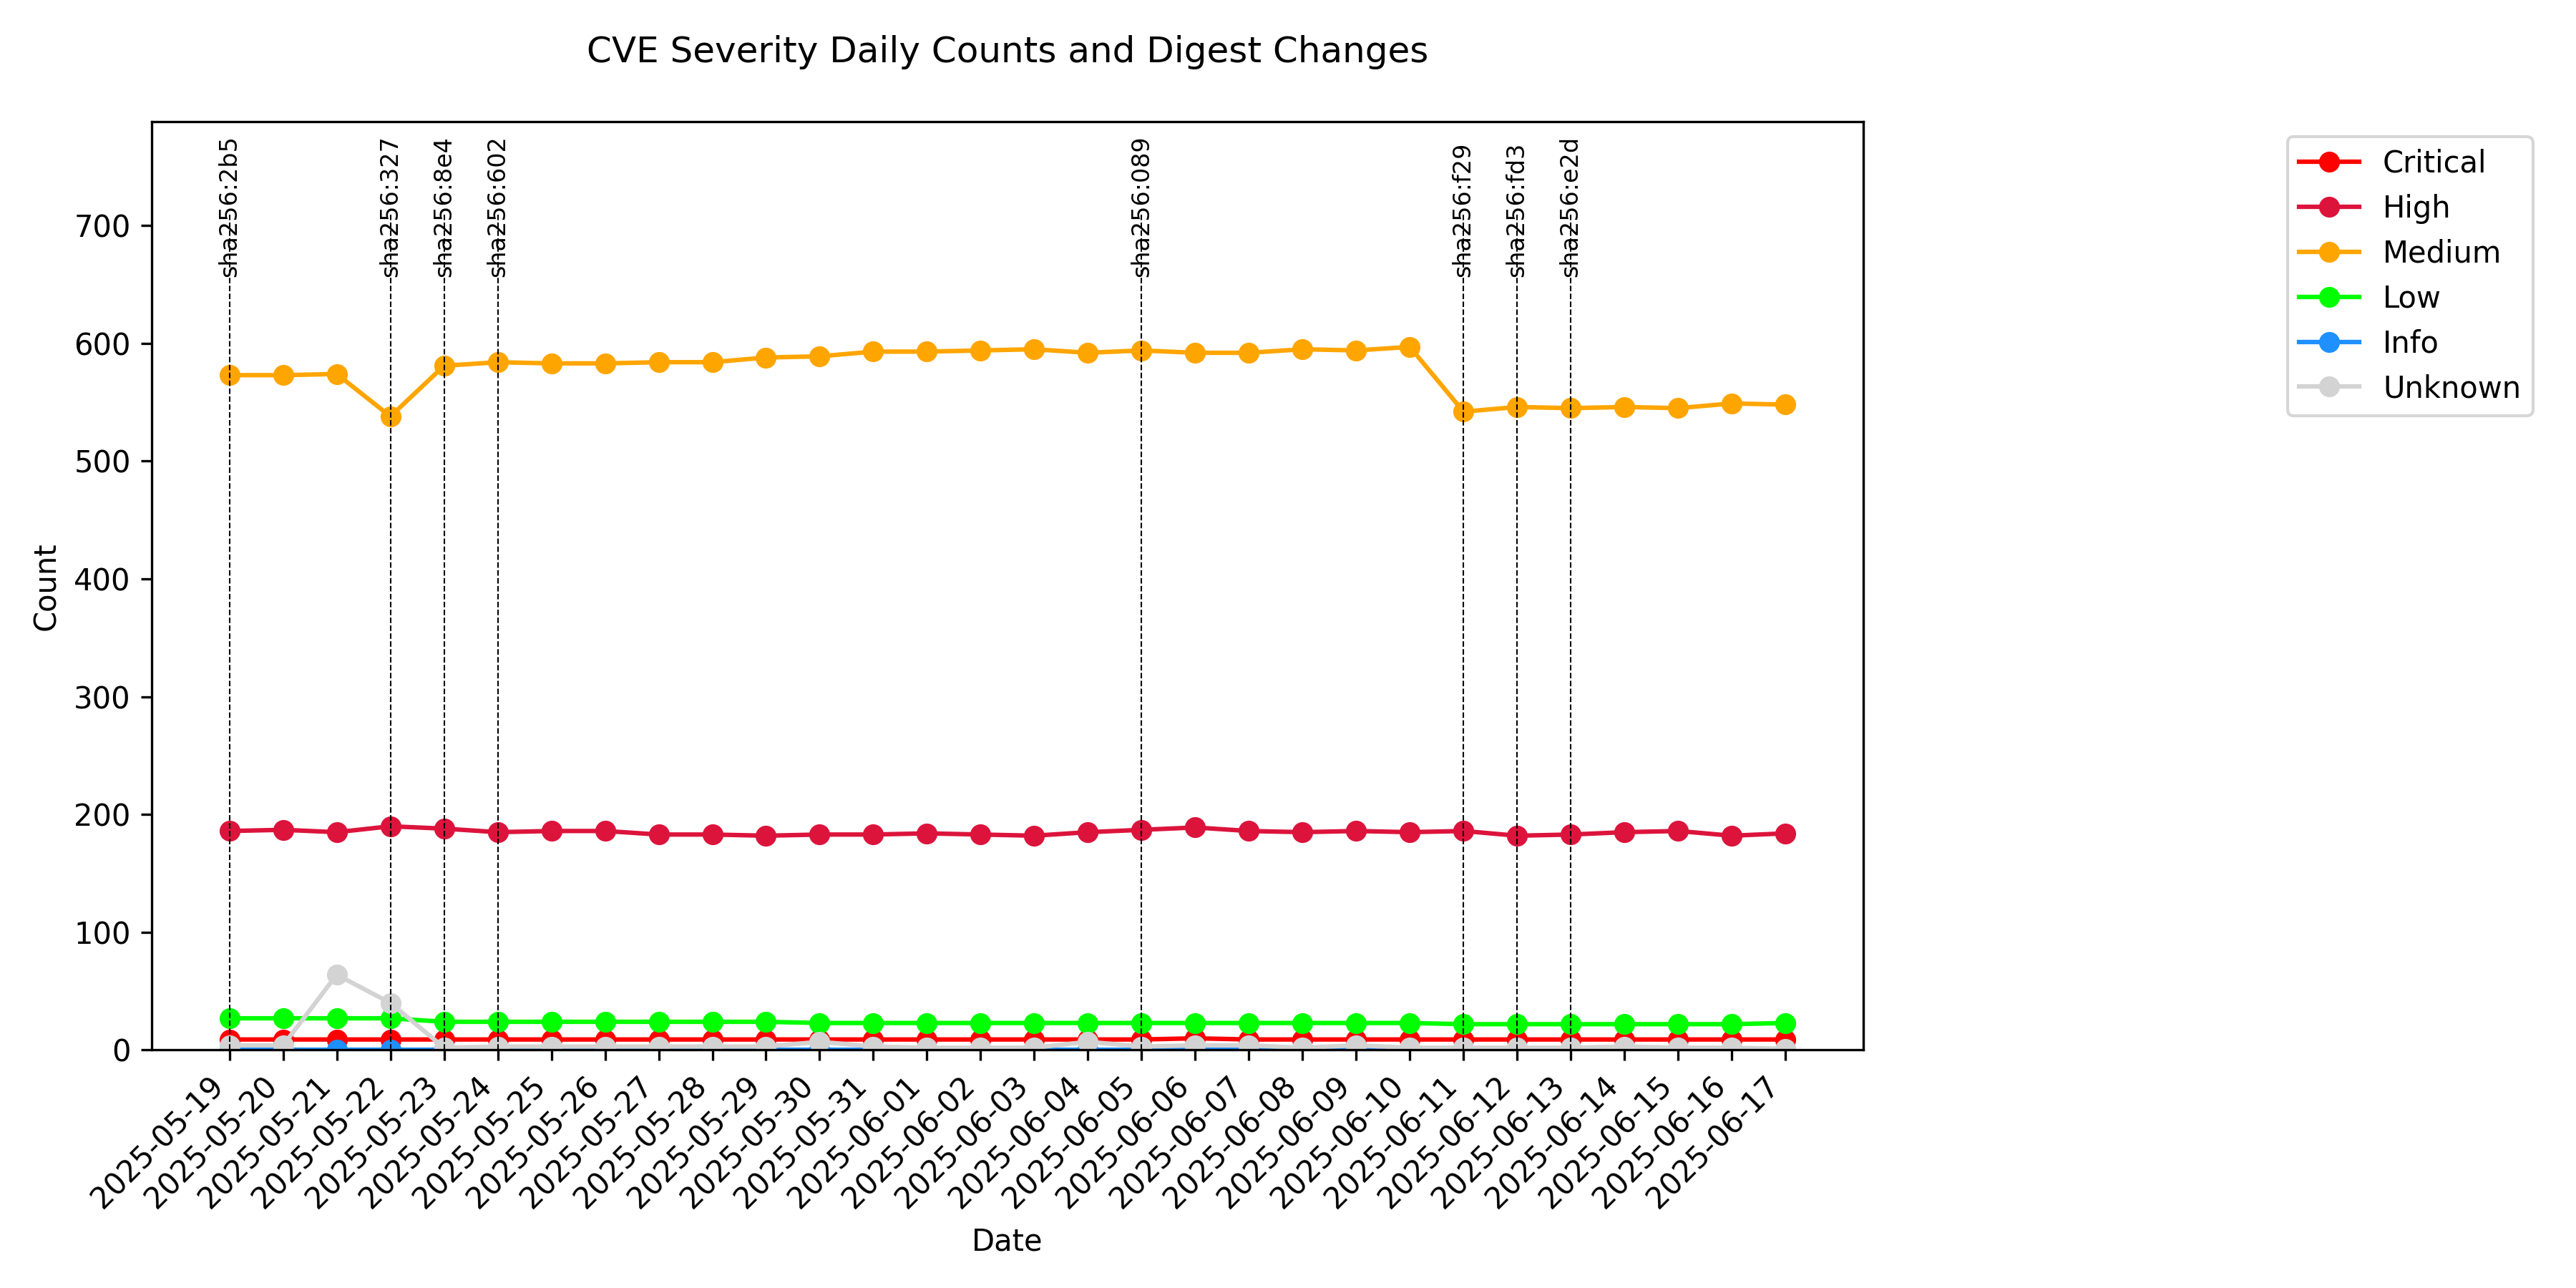 CVE Severity Daily Counts and Digest Changes
sha256:2b5
sha256:327
sha256:8e4
sha256:602
sha256:089
sha256:f29
sha256:fd3
sha256:e2d
Critical
High
Medium
Low
Info
Unknown
700
600
500
400
300
200
100
0
Count
2025-05-19
2025-05-20
2025-05-21
2025-05-22
2025-05-23
2025-05-24
2025-05-25
2025-05-26
2025-05-27
2025-05-28
2025-05-29
2025-05-30
2025-05-31
2025-06-01
2025-06-02
2025-06-03
2025-06-04
2025-06-05
2025-06-06
2025-06-07
2025-06-08
2025-06-09
2025-06-10
2025-06-11
2025-06-12
2025-06-13
2025-06-14
2025-06-15
2025-06-16
2025-06-17
Date